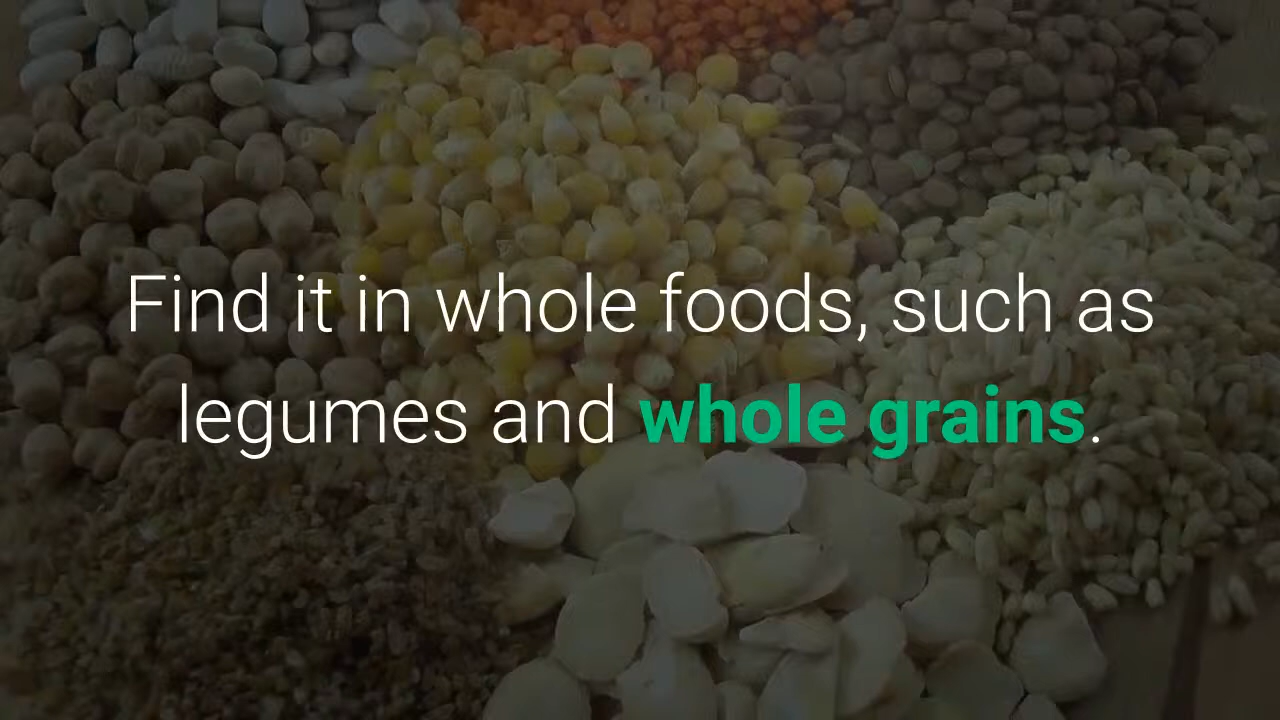 Find it in whole foods, such as
legumes and whole grains.